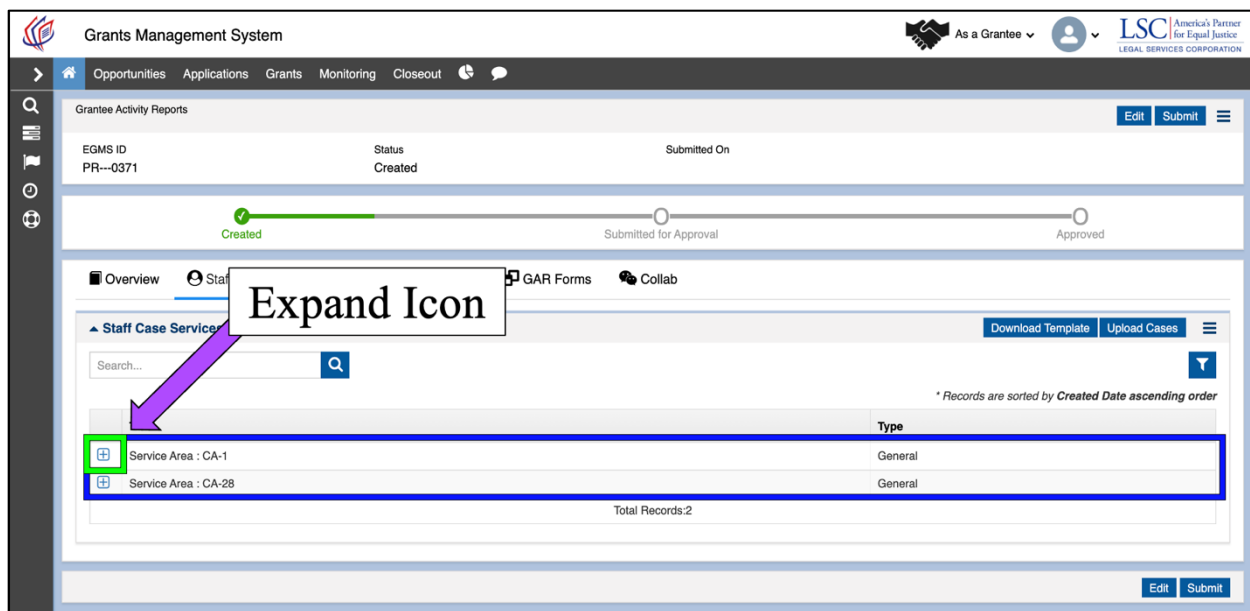 Grants Management System
As a Grantee
LSC America's Partner for Equal Justice
LEGAL SERVICES CORPORATION
Opportunities Applications Grants Monitoring Closeout
Grantee Activity Reports
Edit Submit
EGMS ID Status Submitted On
PR---0371 Created
Created Submitted for Approval Approved
Overview Staf GAR Forms Collab
Expand Icon
Staff Case Services Download Template Upload Cases
Search...
* Records are sorted by Created Date ascending order
Type
Service Area : CA-1 General
Service Area : CA-28 General
Total Records:2
Edit Submit